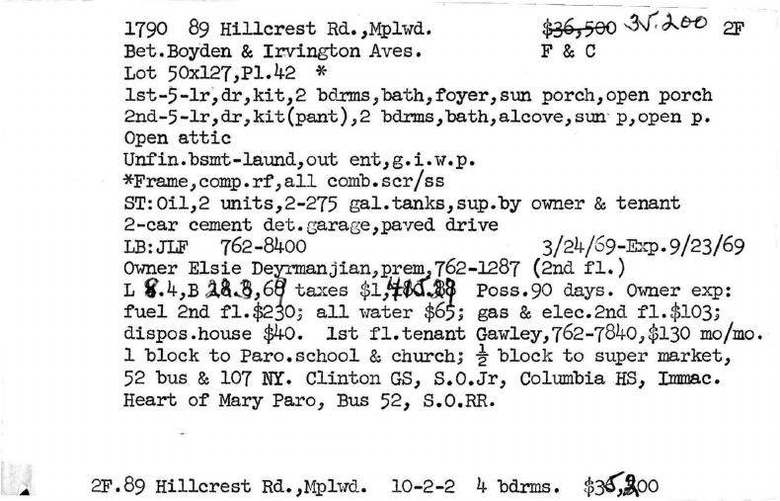 1790 89 Hillcrest Rd.,Mplwd. $36,500 35.200 2F
Bet.Boyden & Irvington Aves. F & C
Lot 50x127,Pl.42 *
1st-5-lr,dr,kit,2 bdrms,bath,foyer,sun porch,open porch
2nd-5-lr,dr,kit(pant),2 bdrms,bath,alcove,sun p,open p.
Open attic
Unfin.bsmt-laund,out ent,g.i.w.p.
*Frame,comp.rf,all comb.scr/ss
ST:Oil,2 units,2-275 gal.tanks,sup.by owner & tenant
2-car cement det.garage,paved drive
LB:JLF 762-8400 3/24/69-Exp.9/23/69
Owner Elsie Deyrmanjian,prem,762-1287 (2nd fl.)
L 8.4,B taxes Poss.90 days. Owner exp:
fuel 2nd fl.$230; all water $65; gas & elec.2nd fl.$103;
dispos.house $40. 1st fl.tenant Gawley,762-7840,$130 mo/mo.
1 block to Paro.school & church; ½ block to super market,
52 bus & 107 NY. Clinton GS, S.O.Jr, Columbia HS, Immac.
Heart of Mary Paro, Bus 52, S.O.RR.
2F.89 Hillcrest Rd.,Mplwd. 10-2-2 4 bdrms. $35,200